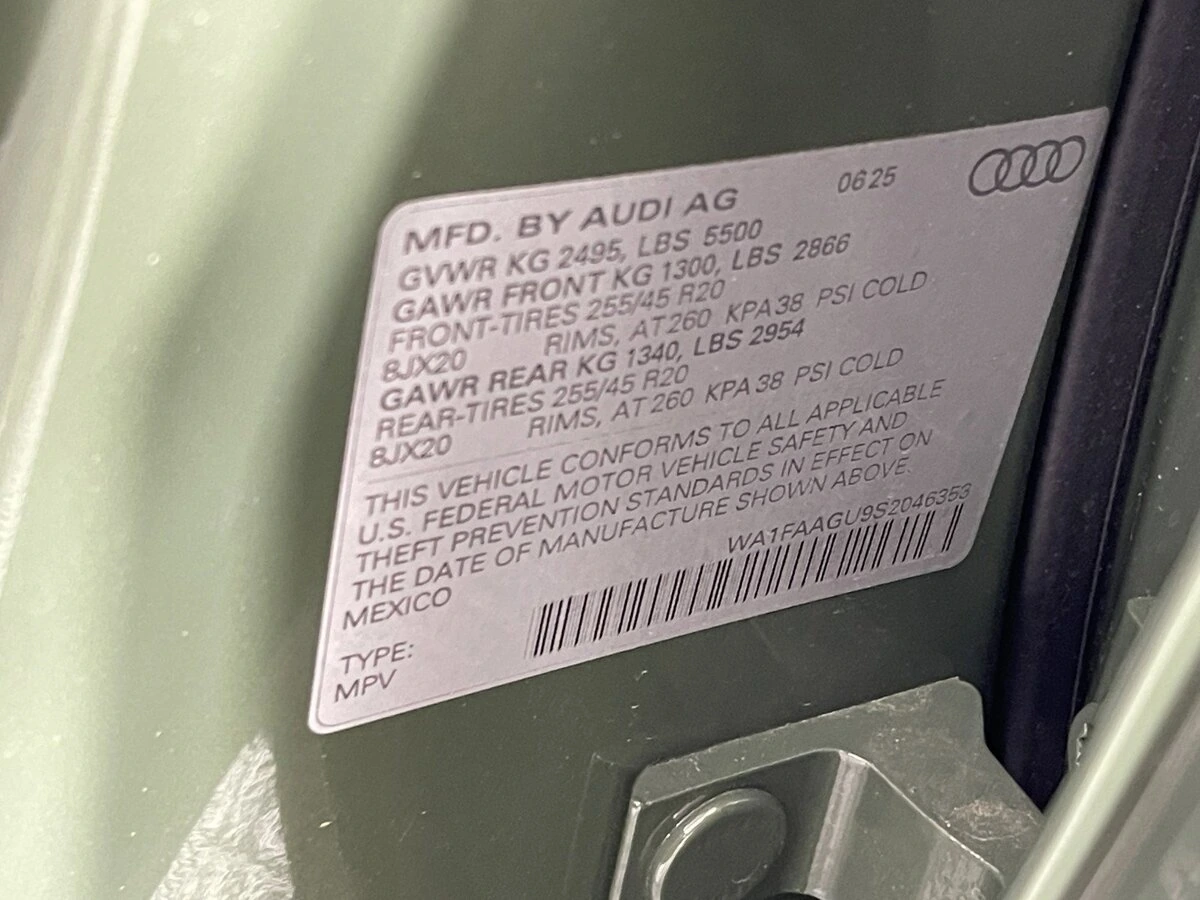 MFD. BY AUDI AG 0625
GVWR KG 2495, LBS 5500
GAWR FRONT KG 1300, LBS 2866
FRONT-TIRES 255/45 R20
8JX20 RIMS, AT 260 KPA 38 PSI COLD
GAWR REAR KG 1340, LBS 2954
REAR-TIRES 255/45 R20
8JX20 RIMS, AT 260 KPA 38 PSI COLD
THIS VEHICLE CONFORMS TO ALL APPLICABLE
U.S. FEDERAL MOTOR VEHICLE SAFETY AND
THEFT PREVENTION STANDARDS IN EFFECT ON
THE DATE OF MANUFACTURE SHOWN ABOVE.
MEXICO
WA1FAAGU9S2046353
TYPE:
MPV